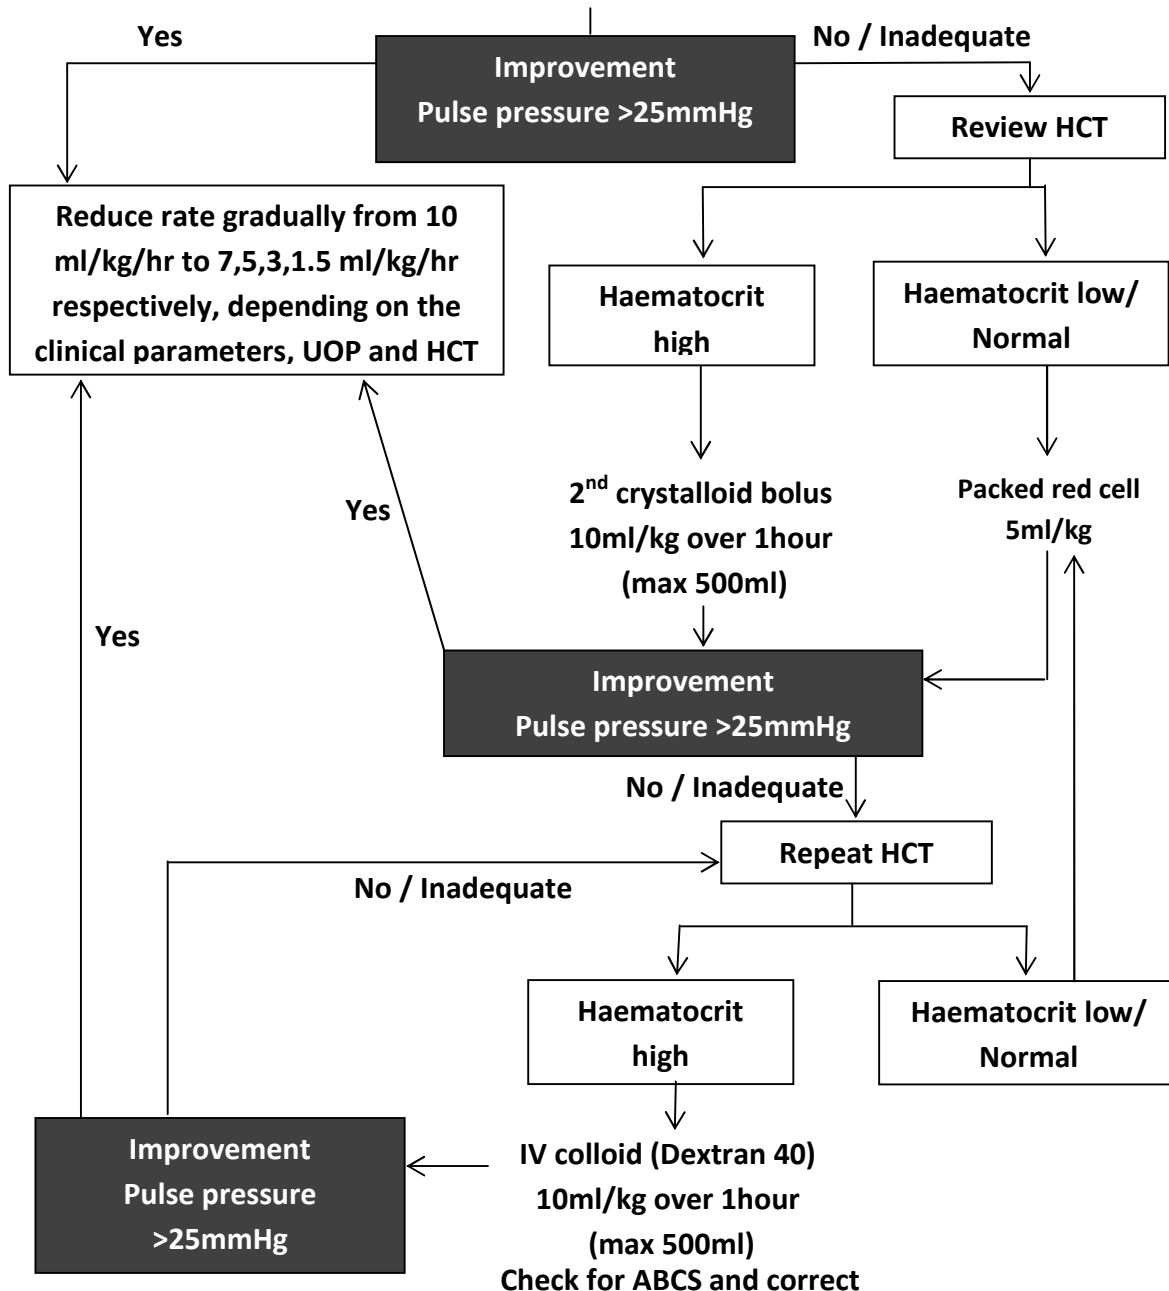 Yes
No / Inadequate
Improvement
Pulse pressure >25mmHg
Review HCT
Reduce rate gradually from 10
ml/kg/hr to 7,5,3,1.5 ml/kg/hr
respectively, depending on the
clinical parameters, UOP and HCT
Haematocrit
high
Haematocrit low/
Normal
2nd crystalloid bolus
10ml/kg over 1hour
(max 500ml)
Packed red cell
5ml/kg
Yes
Yes
Improvement
Pulse pressure >25mmHg
No / Inadequate
Repeat HCT
No / Inadequate
Haematocrit
high
Haematocrit low/
Normal
Improvement
Pulse pressure
>25mmHg
IV colloid (Dextran 40)
10ml/kg over 1hour
(max 500ml)
Check for ABCS and correct